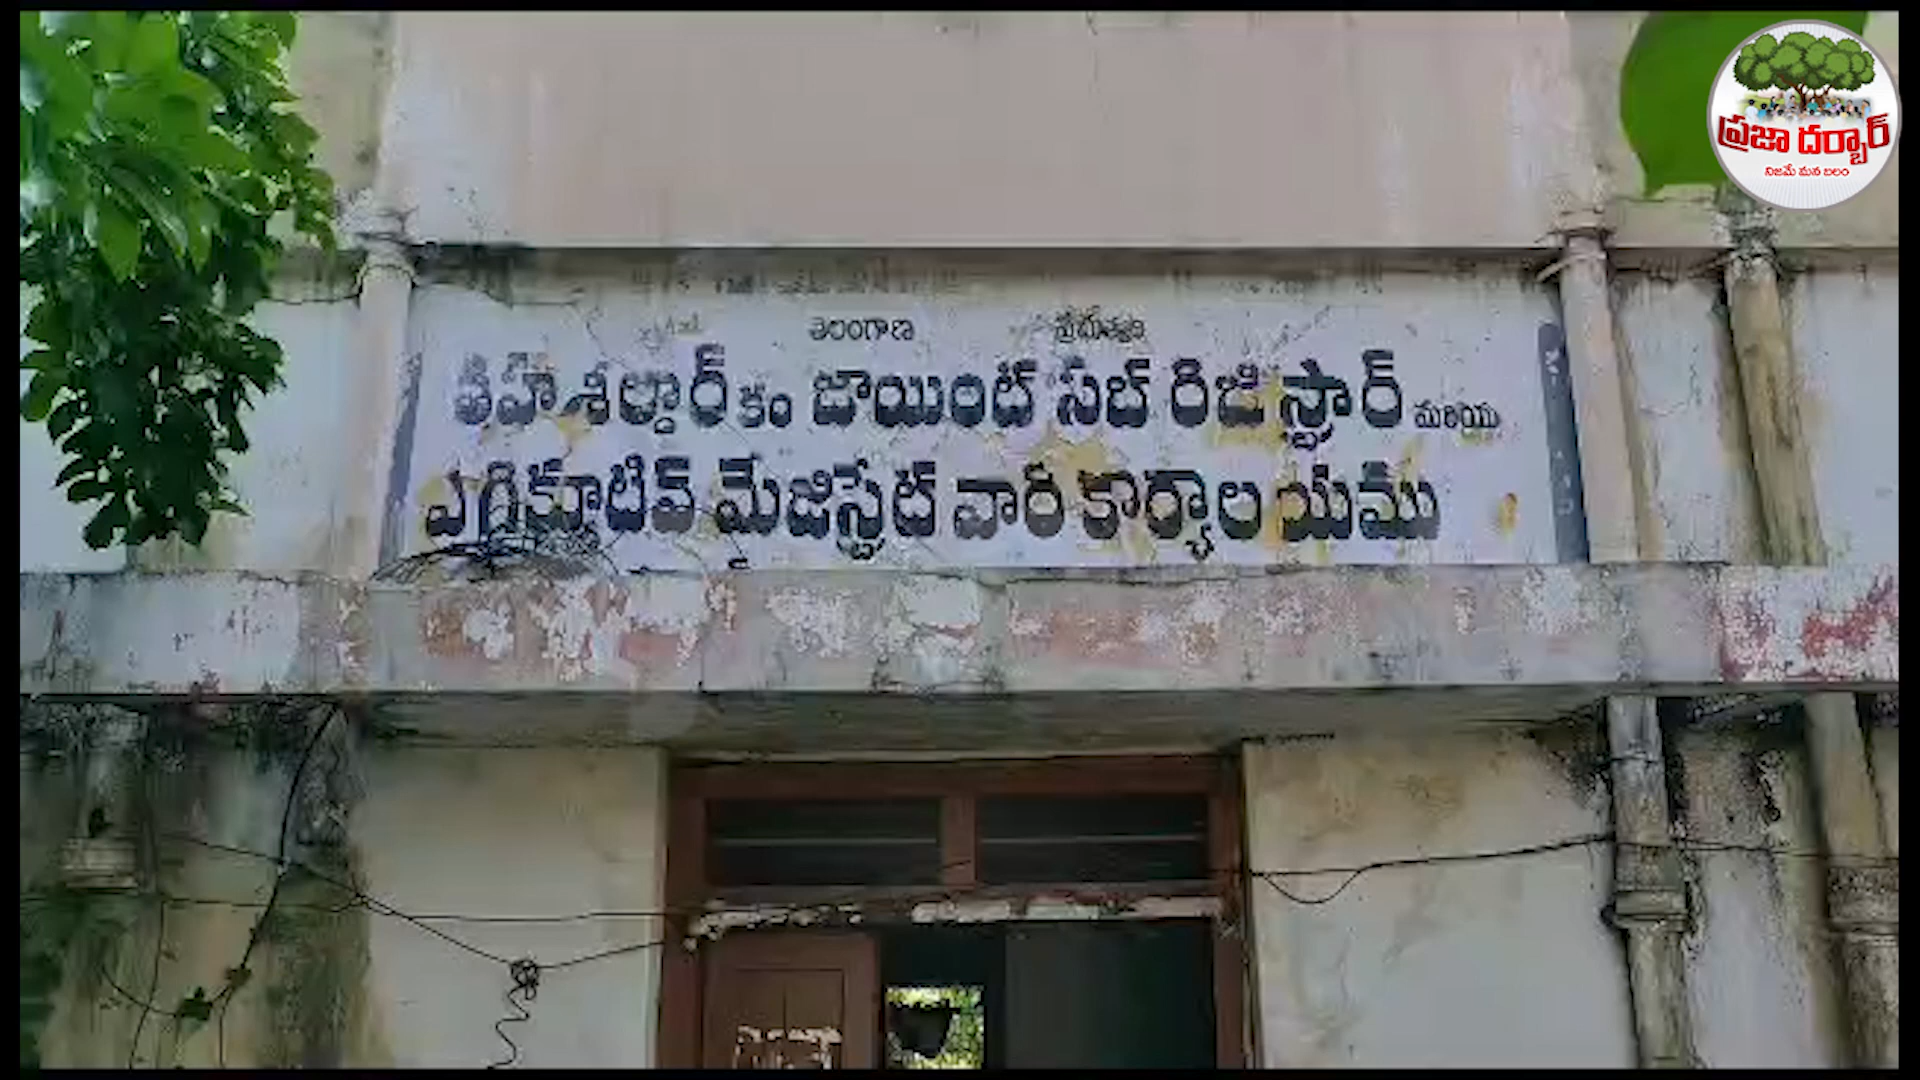 తెలంగాణ ప్రభుత్వం
తహశీల్దార్ కం జాయింట్ సబ్ రిజిస్ట్రార్ మరియు
ఎగ్జిక్యూటివ్ మేజిస్ట్రేట్ వారి కార్యాలయము
ప్రజా దర్బార్
నిజమే మన బలం